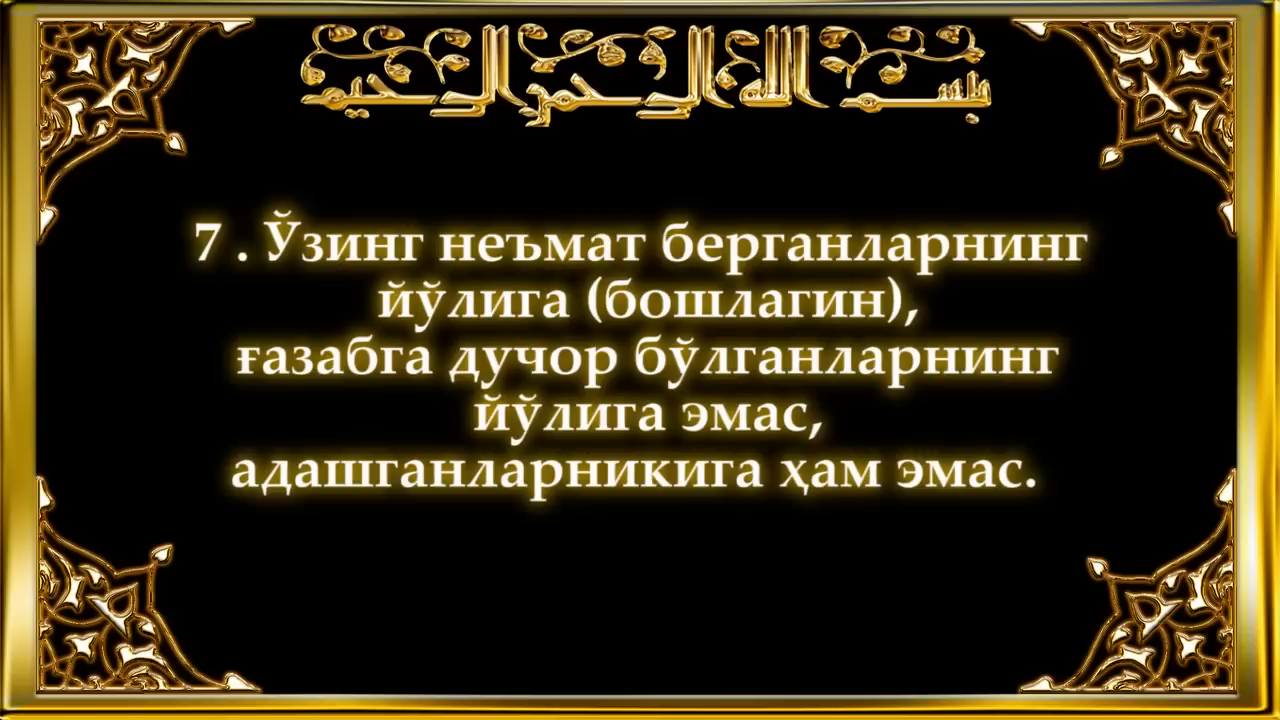 بسم الله الرحمن الرحيم
7 . Ўзинг неъмат берганларнинг
йўлига (бошлагин),
ғазабга дучор бўлганларнинг
йўлига эмас,
адашганларникига ҳам эмас.